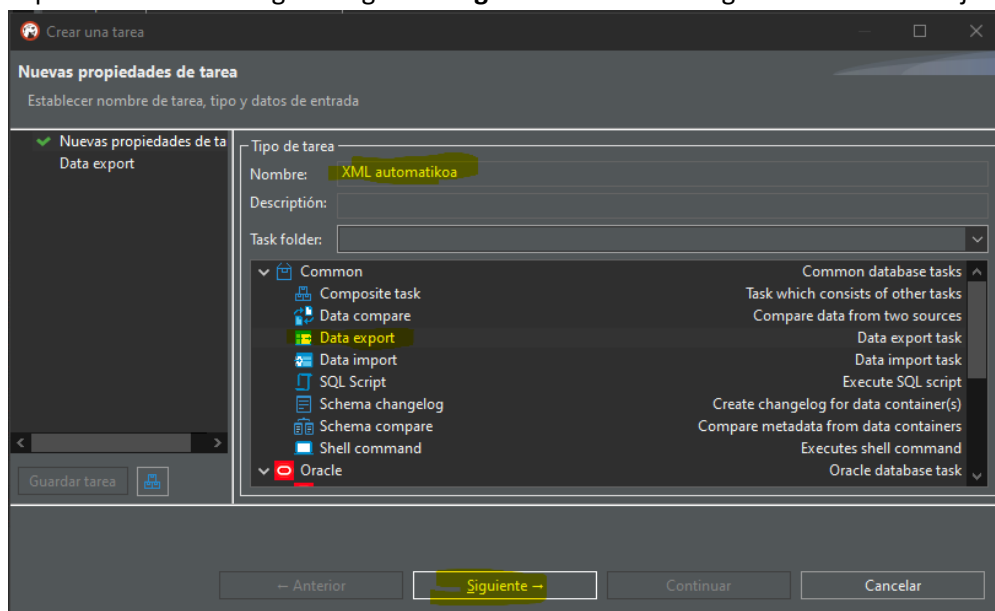 Crear una tarea
Nuevas propiedades de tarea
Establecer nombre de tarea, tipo y datos de entrada
Nuevas propiedades de ta
Data export
Tipo de tarea
Nombre: XML automatikoa
Descriptión:
Task folder:
Common Common database tasks
Composite task Task which consists of other tasks
Data compare Compare data from two sources
Data export Data export task
Data import Data import task
SQL Script Execute SQL script
Schema changelog Create changelog for data container(s)
Schema compare Compare metadata from data containers
Shell command Executes shell command
Oracle Oracle database task
Guardar tarea
← Anterior Siguiente → Continuar Cancelar